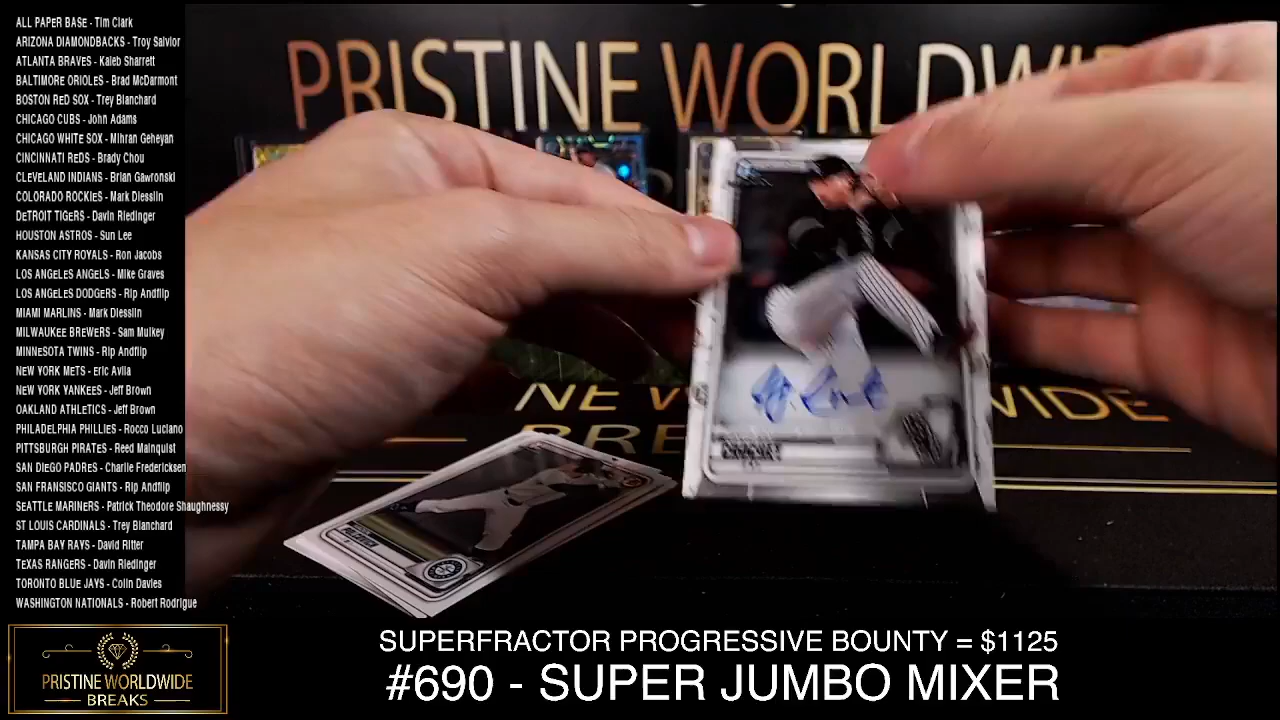 ALL PAPER BASE - Tim Clark
ARIZONA DIAMONDBACKS - Troy Salvior
ATLANTA BRAVES - Kaleb Sharrett
BALTIMORE ORIOLES - Brad McDarmont
BOSTON ReD SOX - Trey Blanchard
CHICAGO CUBS - John Adams
CHICAGO WHITe SOX - Mihran Geheyan
CINCINNATI ReDS - Brady Chou
CLEVELAND INDIANS - Brian Gawronski
COLORADO ROCKIeS - Mark Diesslin
DeTROIT TIGERS - Davin Riedinger
HOUSTON ASTROS - Sun Lee
KANSAS CITY ROYALS - Ron Jacobs
LOS ANGELeS ANGELS - Mike Graves
LOS ANGELeS DODGERS - Rip Andflip
MIAMI MARLINS - Mark Diesslin
MILWAUKee BREWERS - Sam Mulkey
MINNeSOTA TWINS - Rip Andflip
NEW YORK METS - Eric Avila
NeW YORK YANKeeS - Jeff Brown
OAKLAND ATHLETICS - Jeff Brown
PHILADELPHIA PHILLIES - Rocco Luciano
PITTSBURGH PIRATES - Reed Mainquist
SAN DIeGO PADReS - Charlie Fredericksen
SAN FRANSISCO GIANTS - Rip Andflip
SEATTLE MARINERS - Patrick Theodore Shaughnessy
ST LOUIS CARDINALS - Trey Blanchard
TAMPA BAY RAYS - David Ritter
TeXAS RANGERS - Davin Riedinger
TORONTO BLUE JAYS - Colin Davies
WASHINGTON NATIONALS - Robert Rodrigue
PRISTINE WORLDWIDE
CROCHET
PRISTINE WORLDWIDE
BREAKS
SUPERFRACTOR PROGRESSIVE BOUNTY = $1125
#690 - SUPER JUMBO MIXER